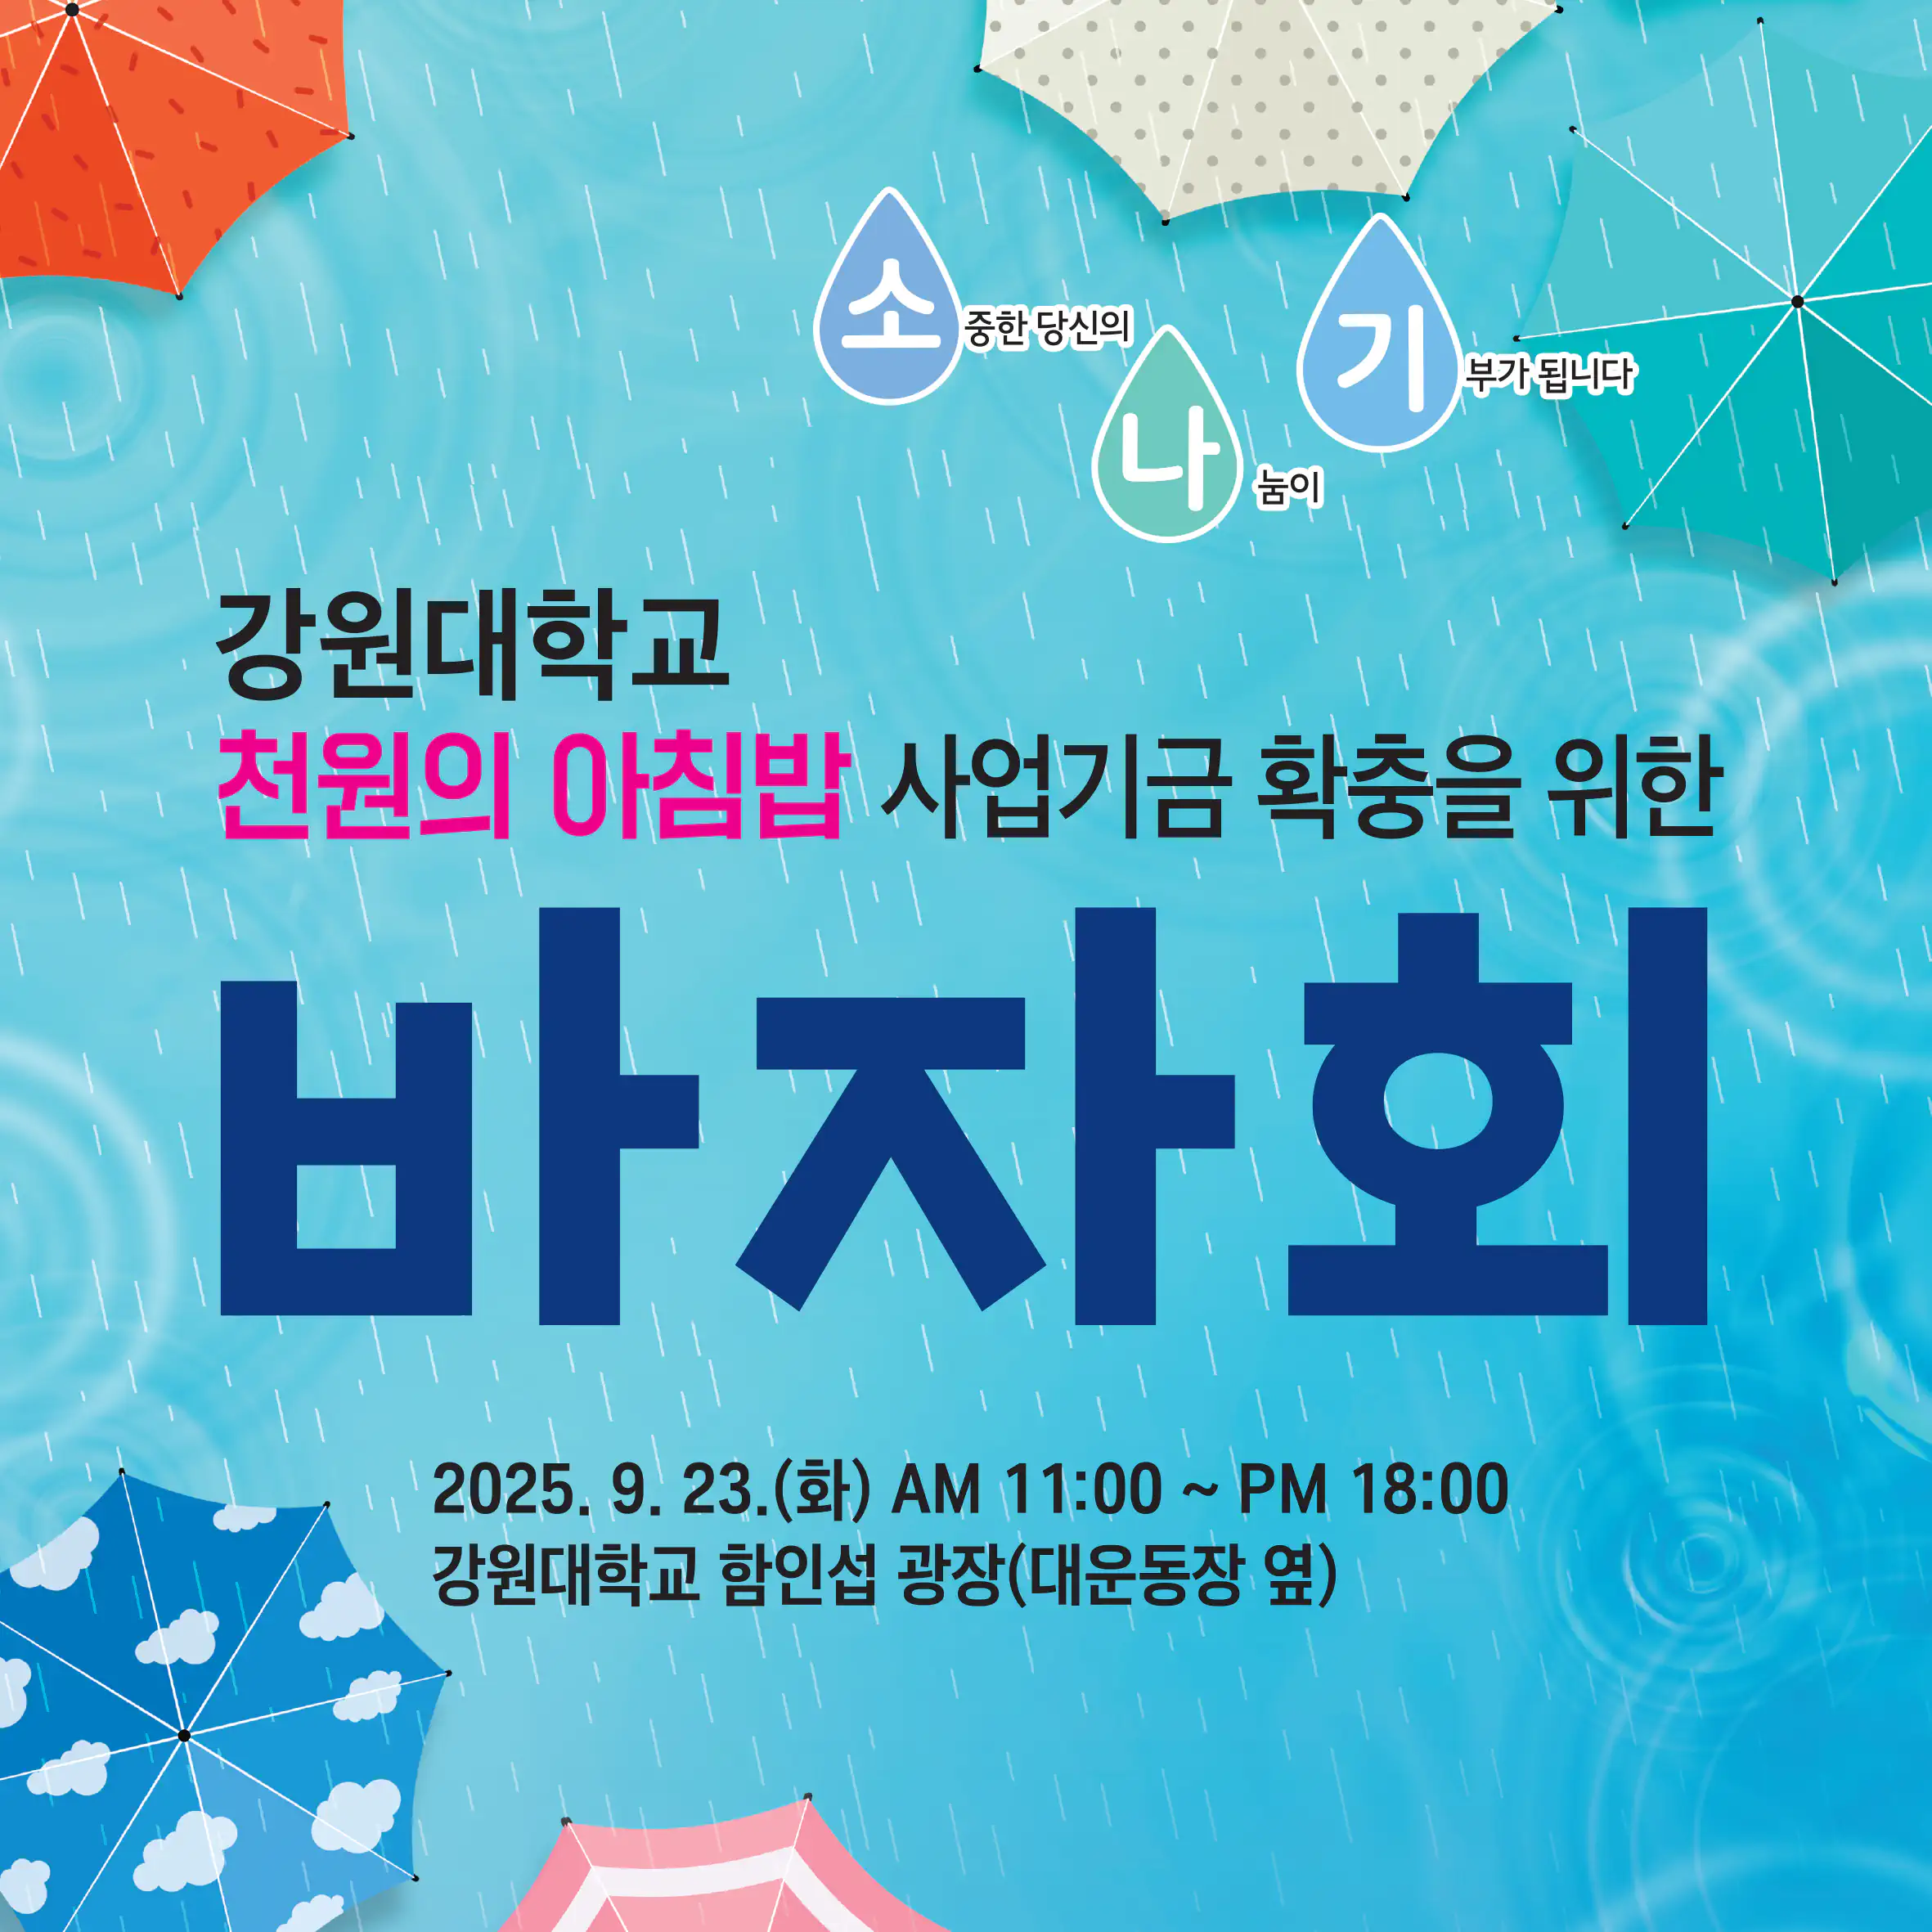 소중한 당신의
나눔이
기부가 됩니다
강원대학교
천원의 아침밥 사업기금 확충을 위한
바자회
2025. 9. 23.(화) AM 11:00 ~ PM 18:00
강원대학교 함인섭 광장(대운동장 옆)